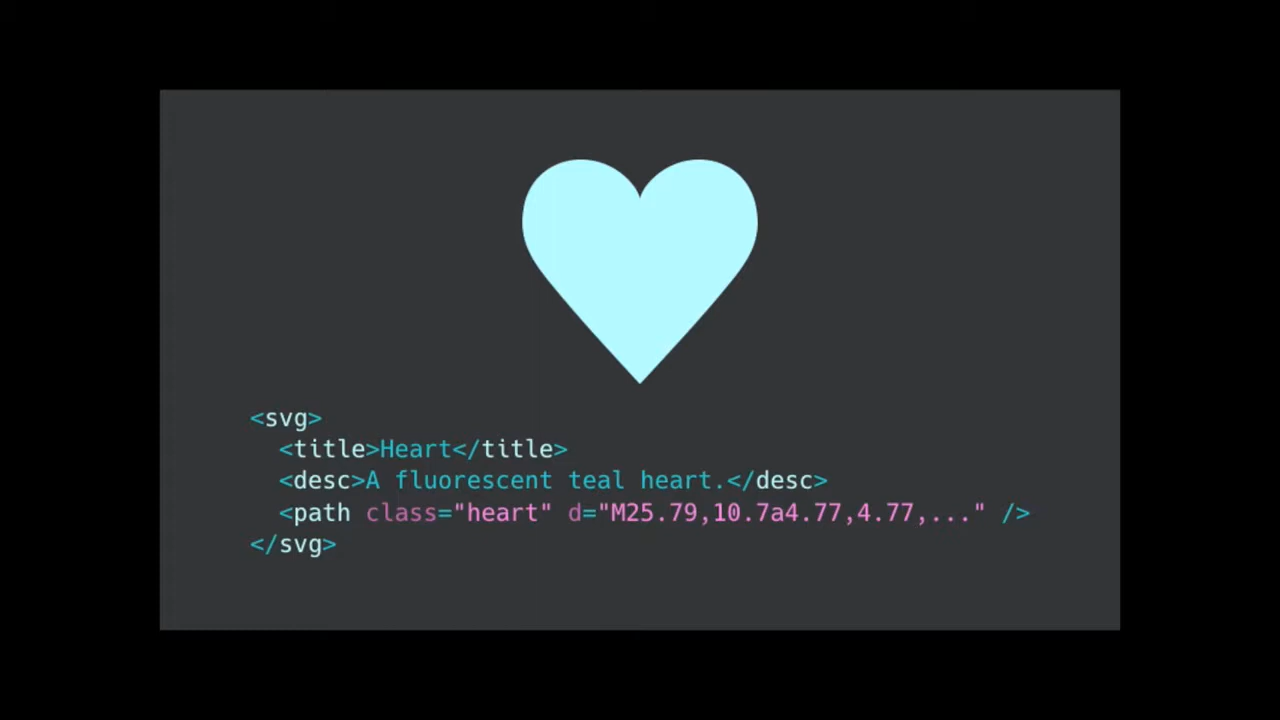 <svg>
  <title>Heart</title>
  <desc>A fluorescent teal heart.</desc>
  <path class="heart" d="M25.79,10.7a4.77,4.77,..." />
</svg>